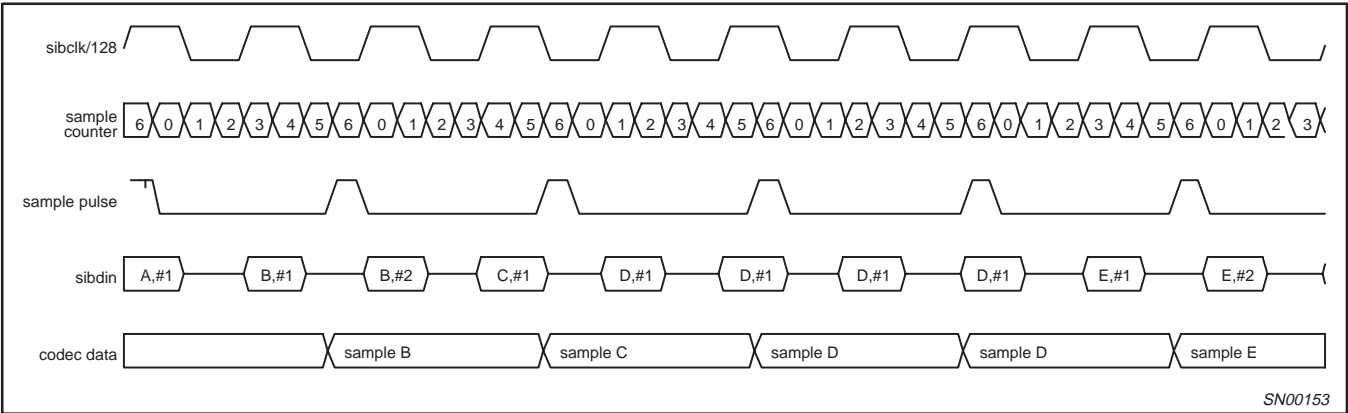 sibclk/128
sample
counter
6 0 1 2 3 4 5 6 0 1 2 3 4 5 6 0 1 2 3 4 5 6 0 1 2 3 4 5 6 0 1 2 3 4 5 6 0 1 2 3
sample pulse
sibdin A,#1 B,#1 B,#2 C,#1 D,#1 D,#1 D,#1 D,#1 E,#1 E,#2
codec data sample B sample C sample D sample D sample E
SN00153